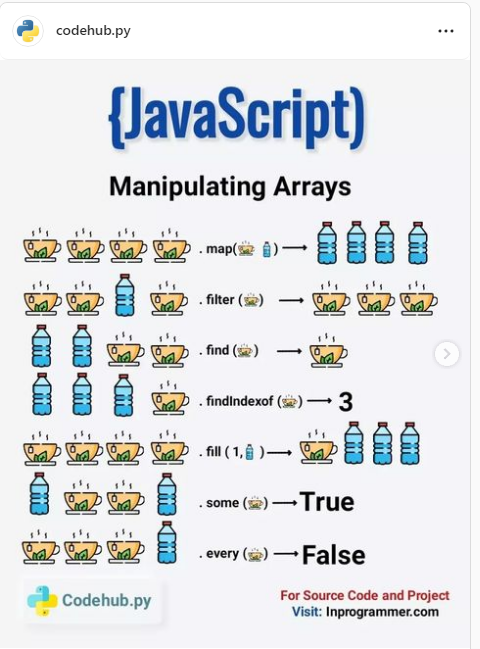 codehub.py
{JavaScript)
Manipulating Arrays
. map( )
. filter ( )
. find ( )
. findIndexof ( ) 3
. fill ( 1, )
. some ( ) True
. every ( ) False
Codehub.py
For Source Code and Project
Visit: Inprogrammer.com